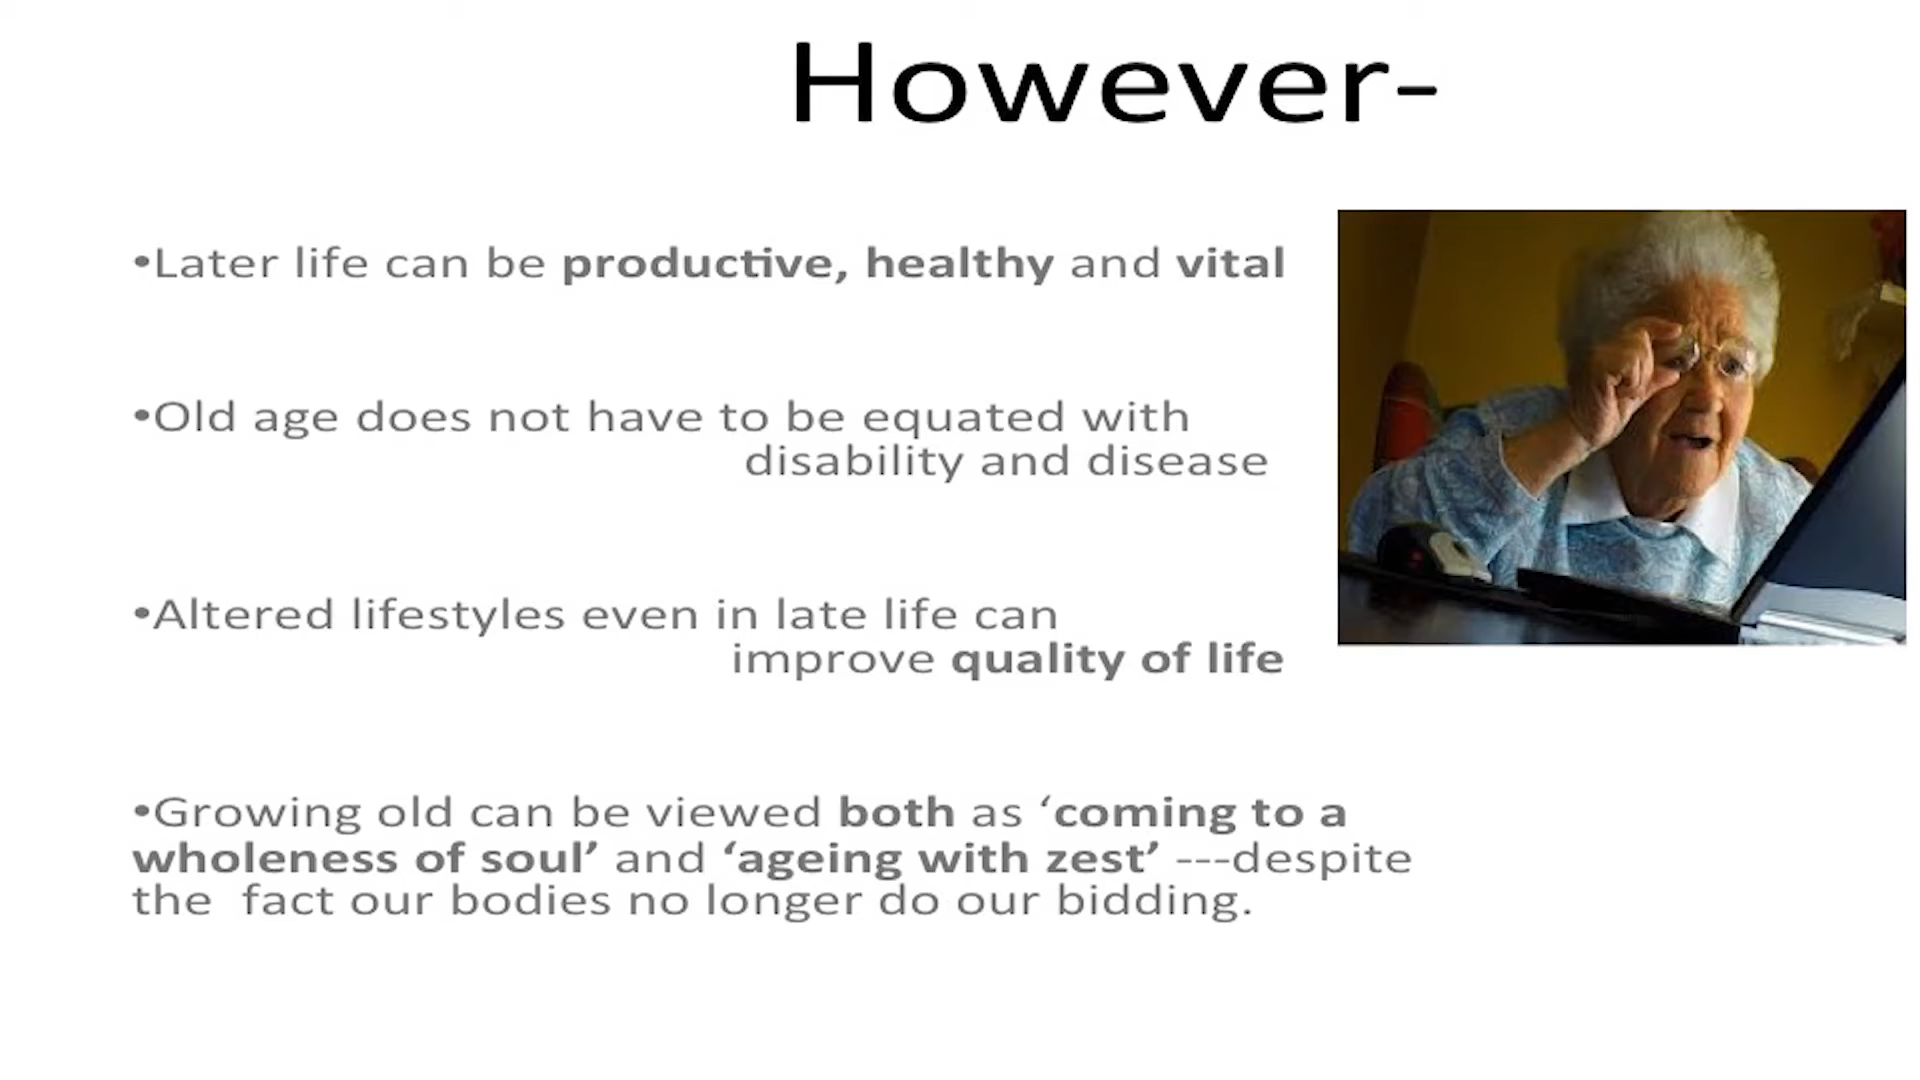 However-
•Later life can be productive, healthy and vital
•Old age does not have to be equated with
disability and disease
•Altered lifestyles even in late life can
improve quality of life
•Growing old can be viewed both as ‘coming to a
wholeness of soul’ and ‘ageing with zest’ ---despite
the  fact our bodies no longer do our bidding.